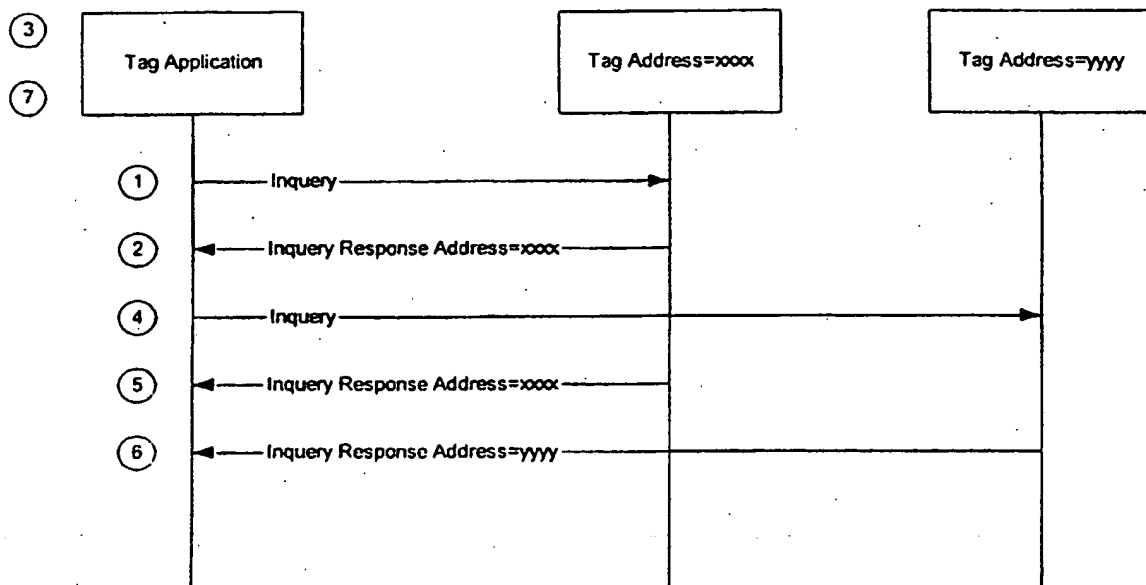 3
Tag Application
Tag Address=xxxx
Tag Address=yyyy
7
1
Inquery
2
Inquery Response Address=xxxx
4
Inquery
5
Inquery Response Address=xxxx
6
Inquery Response Address=yyyy